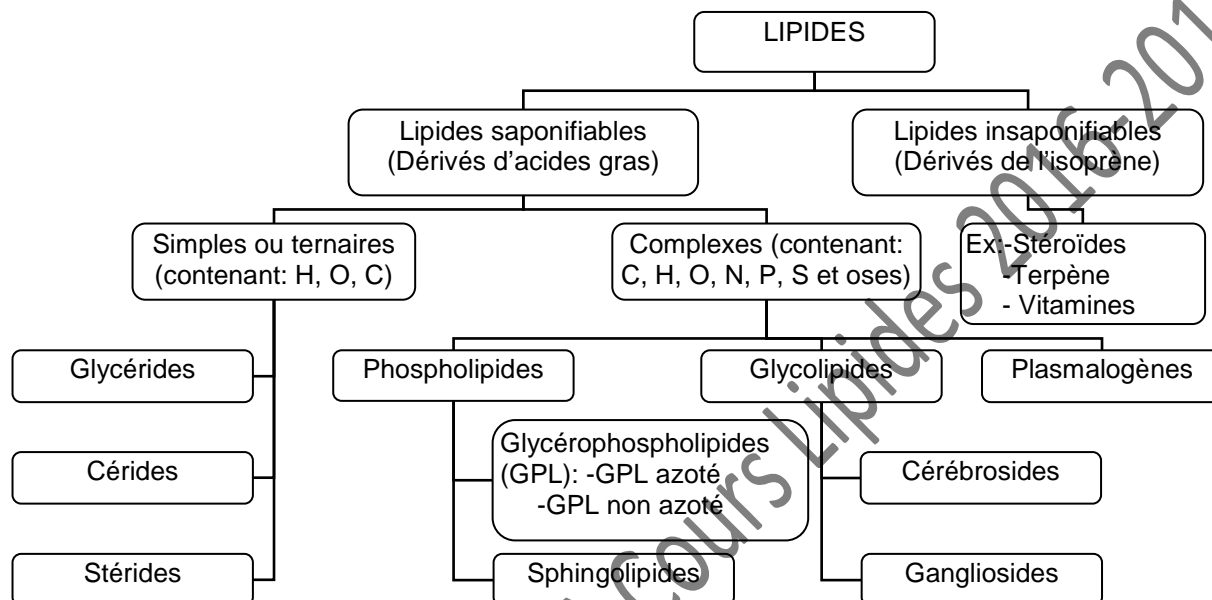 LIPIDES
Lipides saponifiables
(Dérivés d'acides gras)
Lipides insaponifiables
(Dérivés de l'isoprène)
Simples ou ternaires
(contenant: H, O, C)
Complexes (contenant:
C, H, O, N, P, S et oses)
Ex:-Stéroïdes
-Terpène
- Vitamines
Glycérides
Phospholipides
Glycolipides
Plasmalogènes
Glycérophospholipides
(GPL): -GPL azoté
-GPL non azoté
Cérides
Cérébrosides
Stérides
Sphingolipides
Gangliosides
Cours Lipides 2016-201